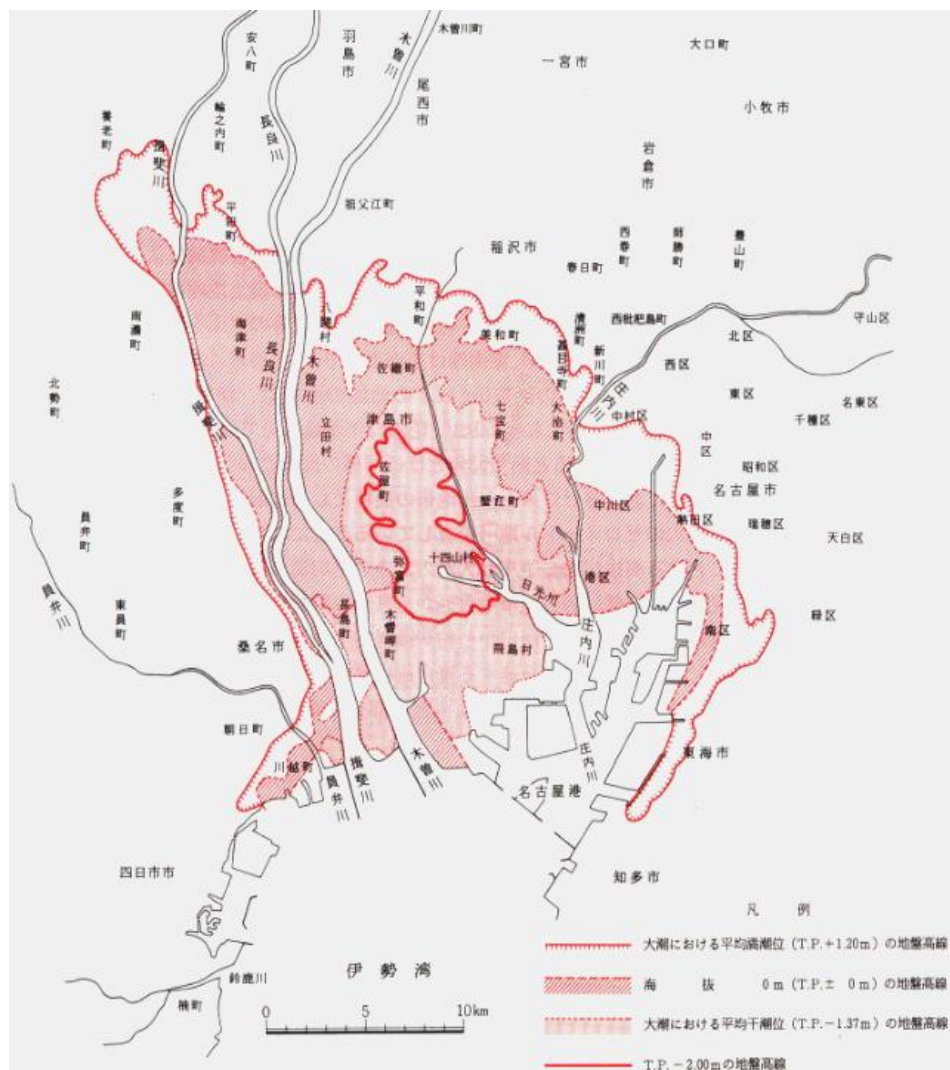 木曽川町
大口町
安八町
羽島市
木曽川
一宮市
尾西市
小牧市
養老町
輪之内町
揖斐川
長良川
岩倉市
平田町
祖父江町
稲沢市
西春町
師勝町
豊山町
春日町
南濃町
海津町
長良川
八開村
木曽川
平和町
美和町
清洲町
西枇杷島町
守山区
北区
甚目寺町
新川町
西区
庄内川
北勢町
揖斐川
立田村
佐織町
津島市
七宝町
大治町
中村区
東区
名東区
千種区
中区
昭和区
名古屋市
佐屋町
蟹江町
中川区
熱田区
瑞穂区
天白区
多度町
員弁町
員弁川
東員町
十四山村
弥富町
日光川
港区
南区
緑区
桑名市
長島町
木曽岬町
飛島村
庄内川
朝日町
川越町
員弁川
揖斐川
木曽川
庄内川
名古屋港
東海市
四日市市
知多市
鈴鹿川
楠町
伊勢湾
0 5 10km
凡 例
大潮における平均満潮位(T.P.+1.20m)の地盤高線
海 抜 0m(T.P.± 0m)の地盤高線
大潮における平均干潮位(T.P.-1.37m)の地盤高線
T.P.-2.00mの地盤高線